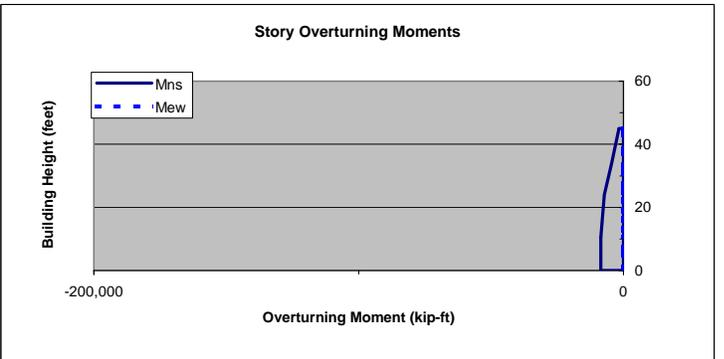 Story Overturning Moments
Mns
Mew
60
40
20
0
Building Height (feet)
-200,000
0
Overturning Moment (kip-ft)